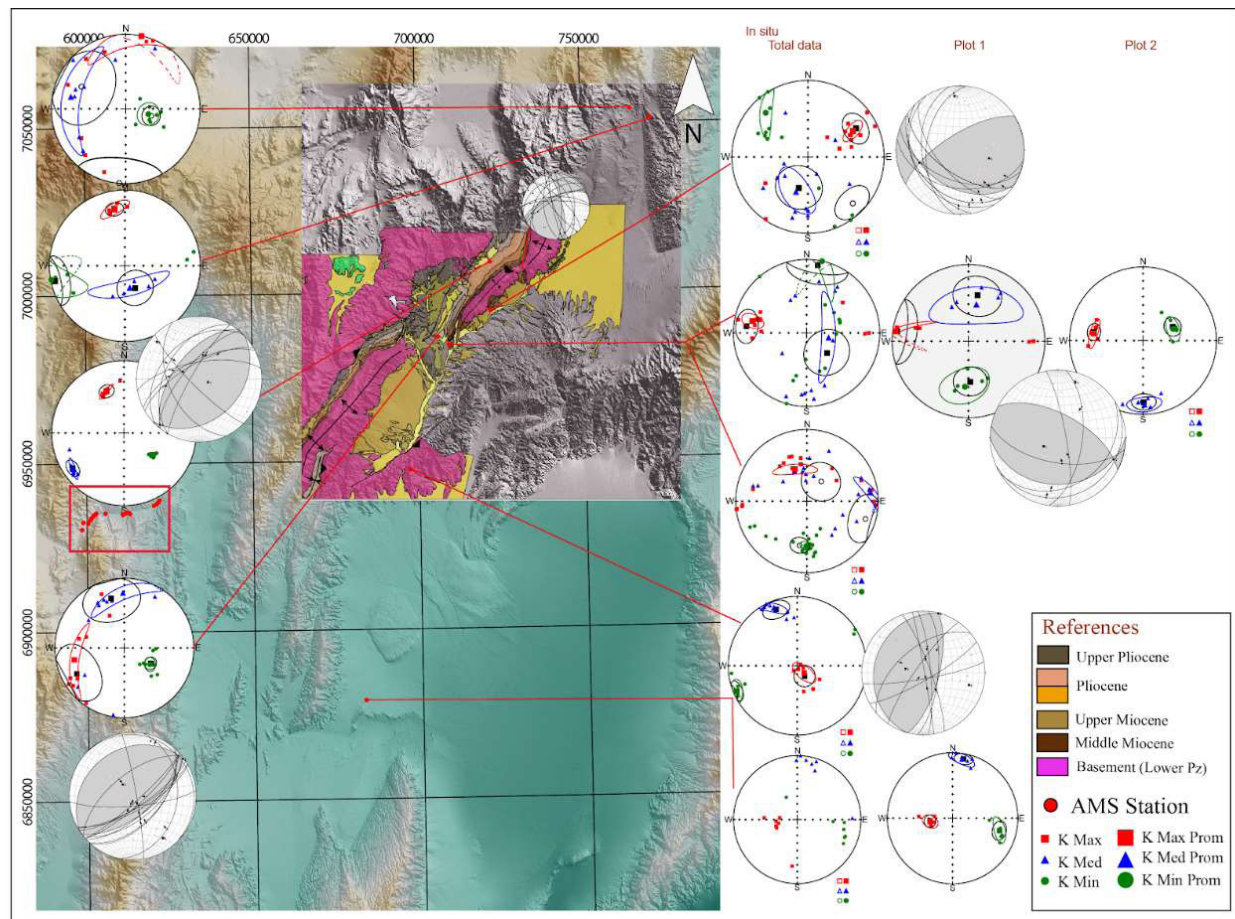 In situ
Total data
Plot 1
Plot 2
600000
650000
700000
750000
7050000
7000000
6950000
6900000
6850000
N
N
W
E
S
N
W
E
S
N
W
E
S
N
W
E
S
N
W
E
S
N
W
E
S
N
W
E
S
N
W
E
S
N
W
E
S
N
W
E
S
N
W
E
S
N
W
E
S
References
Upper Pliocene
Pliocene
Upper Miocene
Middle Miocene
Basement (Lower Pz)
AMS Station
K Max
K Max Prom
K Med
K Med Prom
K Min
K Min Prom